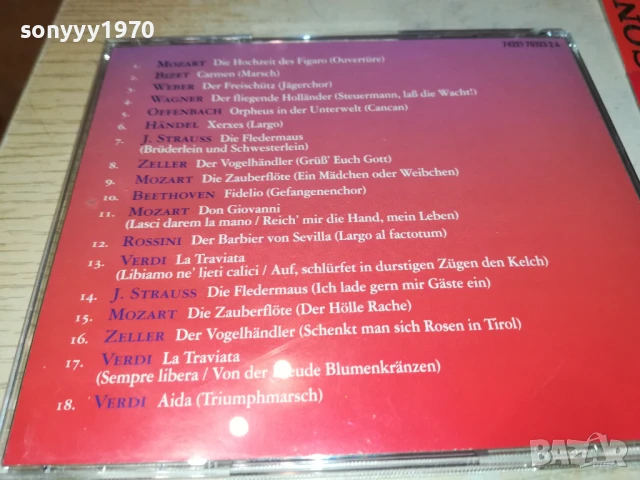 sonyyy1970
74321 78323 2 6
1. MOZART Die Hochzeit des Figaro (Ouvertüre)
2. BIZET Carmen (Marsch)
3. WEBER Der Freischütz (Jägerchor)
4. WAGNER Der fliegende Holländer (Steuermann, laß die Wacht!)
5. OFFENBACH Orpheus in der Unterwelt (Cancan)
6. HÄNDEL Xerxes (Largo)
7. J. STRAUSS Die Fledermaus
(Brüderlein und Schwesterlein)
8. ZELLER Der Vogelhändler (Grüß' Euch Gott)
9. MOZART Die Zauberflöte (Ein Mädchen oder Weibchen)
10. BEETHOVEN Fidelio (Gefangenenchor)
11. MOZART Don Giovanni
(Lasci darem la mano / Reich' mir die Hand, mein Leben)
12. ROSSINI Der Barbier von Sevilla (Largo al factotum)
13. VERDI La Traviata
(Libiamo ne' ljeti calici / Auf, schlürfet in durstigen Zügen den Kelch)
14. J. STRAUSS Die Fledermaus (Ich lade gern mir Gäste ein)
15. MOZART Die Zauberflöte (Der Hölle Rache)
16. ZELLER Der Vogelhändler (Schenkt man sich Rosen in Tirol)
17. VERDI La Traviata
(Sempre libera / Von der Freude Blumenkränzen)
18. VERDI Aida (Triumphmarsch)
BAZAR